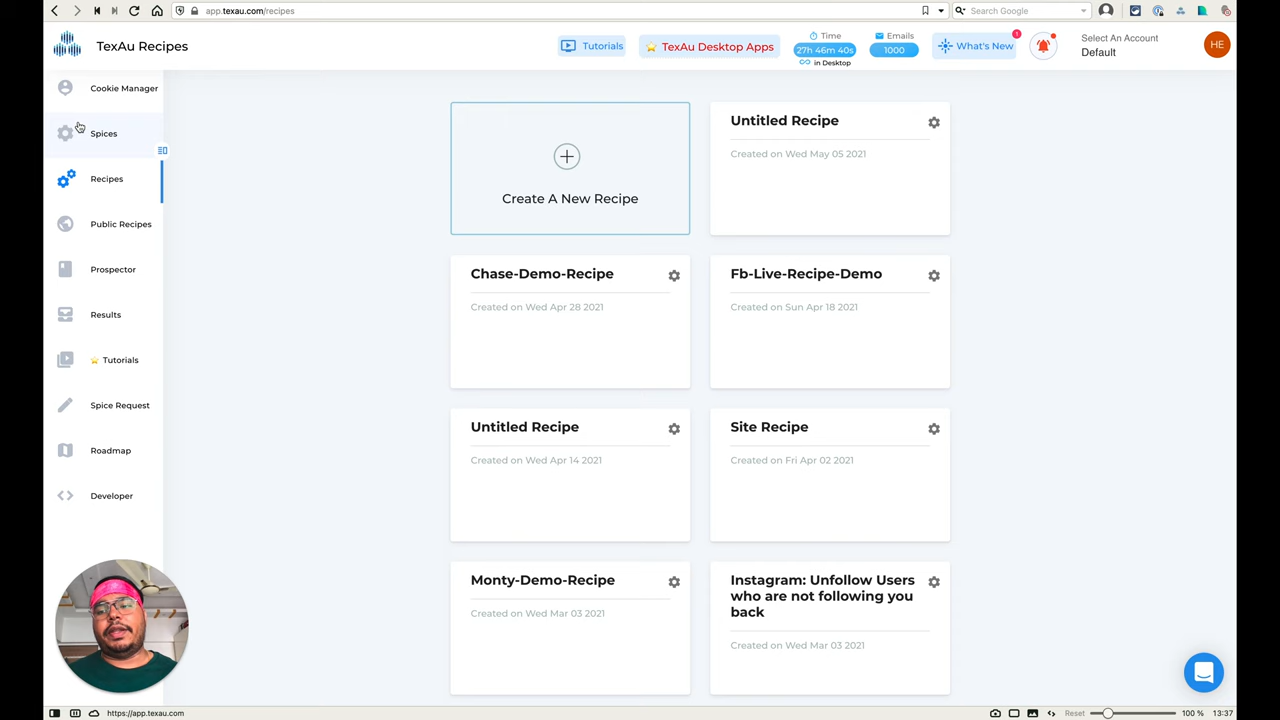 app.texau.com/recipes
Search Google
TexAu Recipes
Tutorials
TexAu Desktop Apps
Time
27h 46m 40s
in Desktop
Emails
1000
What's New
1
Select An Account
Default
HE
Cookie Manager
Spices
Recipes
Public Recipes
Prospector
Results
Tutorials
Spice Request
Roadmap
Developer
Create A New Recipe
Untitled Recipe
Created on Wed May 05 2021
Chase-Demo-Recipe
Created on Wed Apr 28 2021
Fb-Live-Recipe-Demo
Created on Sun Apr 18 2021
Untitled Recipe
Created on Wed Apr 14 2021
Site Recipe
Created on Fri Apr 02 2021
Monty-Demo-Recipe
Created on Wed Mar 03 2021
Instagram: Unfollow Users
who are not following you
back
Created on Wed Mar 03 2021
https://app.texau.com
Reset
100 %
13:37